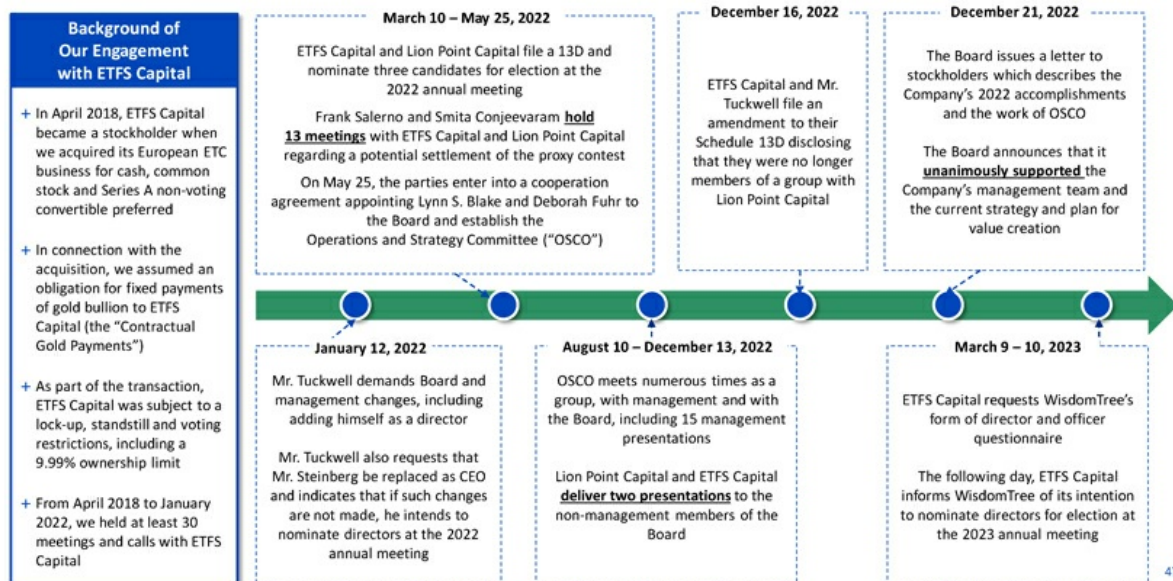 Background of
Our Engagement
with ETFS Capital
+ In April 2018, ETFS Capital
became a stockholder when
we acquired its European ETC
business for cash, common
stock and Series A non-voting
convertible preferred
+ In connection with the
acquisition, we assumed an
obligation for fixed payments
of gold bullion to ETFS
Capital (the “Contractual
Gold Payments”)
+ As part of the transaction,
ETFS Capital was subject to a
lock-up, standstill and voting
restrictions, including a
9.99% ownership limit
+ From April 2018 to January
2022, we held at least 30
meetings and calls with ETFS
Capital
March 10 – May 25, 2022
ETFS Capital and Lion Point Capital file a 13D and
nominate three candidates for election at the
2022 annual meeting
Frank Salerno and Smita Conjeevaram hold
13 meetings with ETFS Capital and Lion Point Capital
regarding a potential settlement of the proxy contest
On May 25, the parties enter into a cooperation
agreement appointing Lynn S. Blake and Deborah Fuhr to
the Board and establish the
Operations and Strategy Committee (“OSCO”)
December 16, 2022
ETFS Capital and Mr.
Tuckwell file an
amendment to their
Schedule 13D disclosing
that they were no longer
members of a group with
Lion Point Capital
December 21, 2022
The Board issues a letter to
stockholders which describes the
Company’s 2022 accomplishments
and the work of OSCO
The Board announces that it
unanimously supported the
Company’s management team and
the current strategy and plan for
value creation
January 12, 2022
Mr. Tuckwell demands Board and
management changes, including
adding himself as a director
Mr. Tuckwell also requests that
Mr. Steinberg be replaced as CEO
and indicates that if such changes
are not made, he intends to
nominate directors at the 2022
annual meeting
August 10 – December 13, 2022
OSCO meets numerous times as a
group, with management and with
the Board, including 15 management
presentations
Lion Point Capital and ETFS Capital
deliver two presentations to the
non-management members of the
Board
March 9 – 10, 2023
ETFS Capital requests WisdomTree’s
form of director and officer
questionnaire
The following day, ETFS Capital
informs WisdomTree of its intention
to nominate directors for election at
the 2023 annual meeting